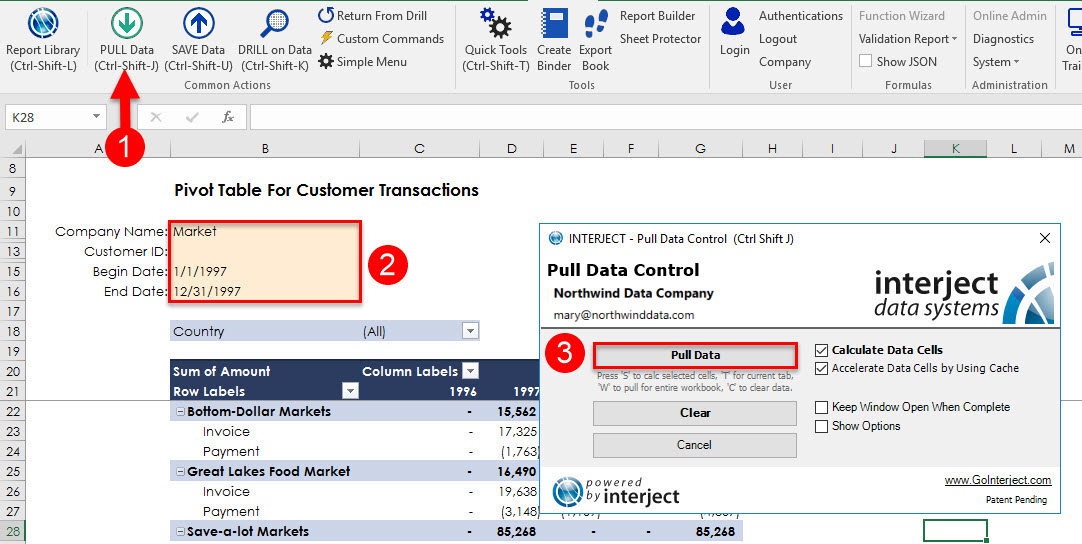 Report Library
(Ctrl-Shift-L)
PULL Data
(Ctrl-Shift-J)
SAVE Data
(Ctrl-Shift-U)
DRILL on Data
(Ctrl-Shift-K)
Return From Drill
Custom Commands
Simple Menu
Common Actions
Quick Tools
(Ctrl-Shift-T)
Create
Binder
Export
Book
Report Builder
Sheet Protector
Tools
Login
Authentications
Logout
Company
User
Function Wizard
Validation Report
Show JSON
Formulas
Online Admin
Diagnostics
System
Administration
On
Trai
K28
fx
1
A B C D E F G H I J K L M
8
9 Pivot Table For Customer Transactions
10
11 Company Name: Market
13 Customer ID:
15 Begin Date: 1/1/1997
16 End Date: 12/31/1997
2
17
18 Country (All)
19
20 Sum of Amount Column Labels
21 Row Labels 1996 1997
22 Bottom-Dollar Markets - 15,562
23 Invoice - 17,325
24 Payment - (1,763)
25 Great Lakes Food Market - 16,490
26 Invoice - 19,638
27 Payment - (3,148)
28 Save-a-lot Markets - 85,268 - - 85,268
INTERJECT - Pull Data Control (Ctrl Shift J)
Pull Data Control
Northwind Data Company
mary@northwinddata.com
interject
data systems
3
Pull Data
Press 'S' to calc selected cells, 'T' for current tab,
'W' to pull for entire workbook, 'C' to clear data.
Clear
Cancel
Calculate Data Cells
Accelerate Data Cells by Using Cache
Keep Window Open When Complete
Show Options
powered
by interject
www.GoInterject.com
Patent Pending